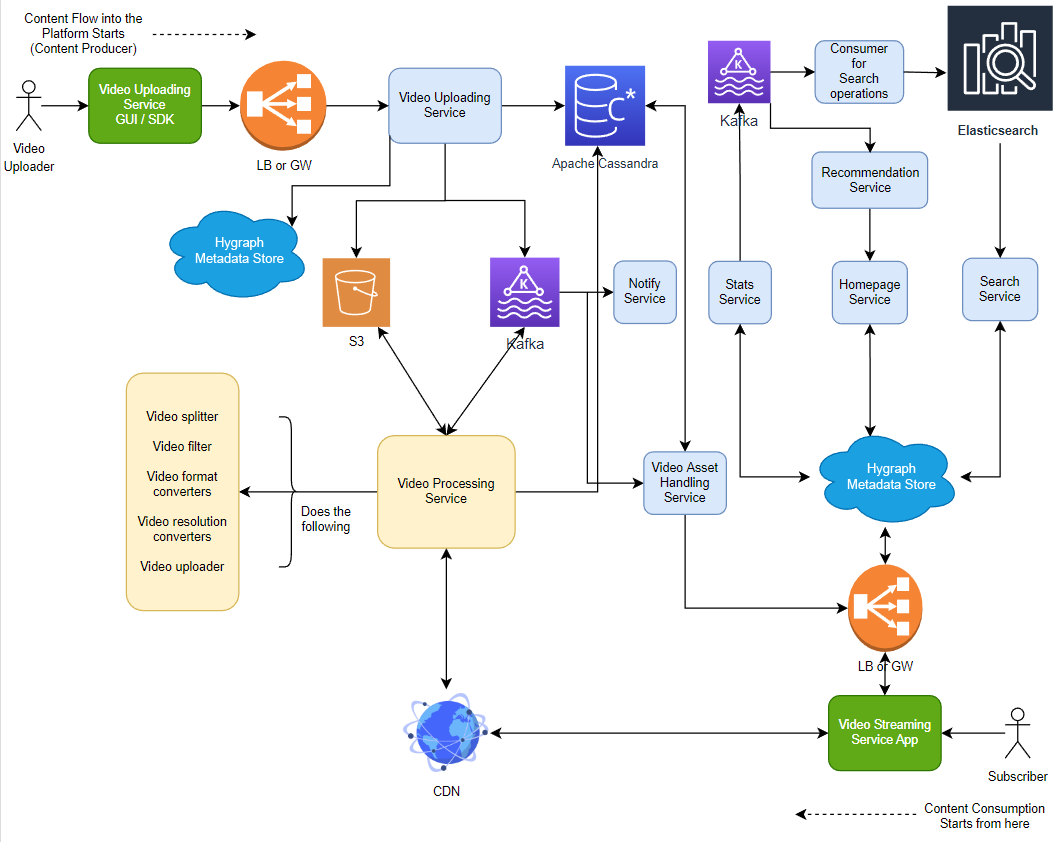 Content Flow into the
Platform Starts
(Content Producer)
Video
Uploader
Video Uploading
Service
GUI / SDK
LB or GW
Video Uploading
Service
C*
Apache Cassandra
K
Kafka
Consumer
for
Search
operations
Elasticsearch
Recommendation
Service
Hygraph
Metadata Store
S3
K
Kafka
Notify
Service
Stats
Service
Homepage
Service
Search
Service
Video splitter
Video filter
Video format
converters
Video resolution
converters
Video uploader
Does the
following
Video Processing
Service
Video Asset
Handling
Service
Hygraph
Metadata Store
LB or GW
CDN
Video Streaming
Service App
Subscriber
Content Consumption
Starts from here